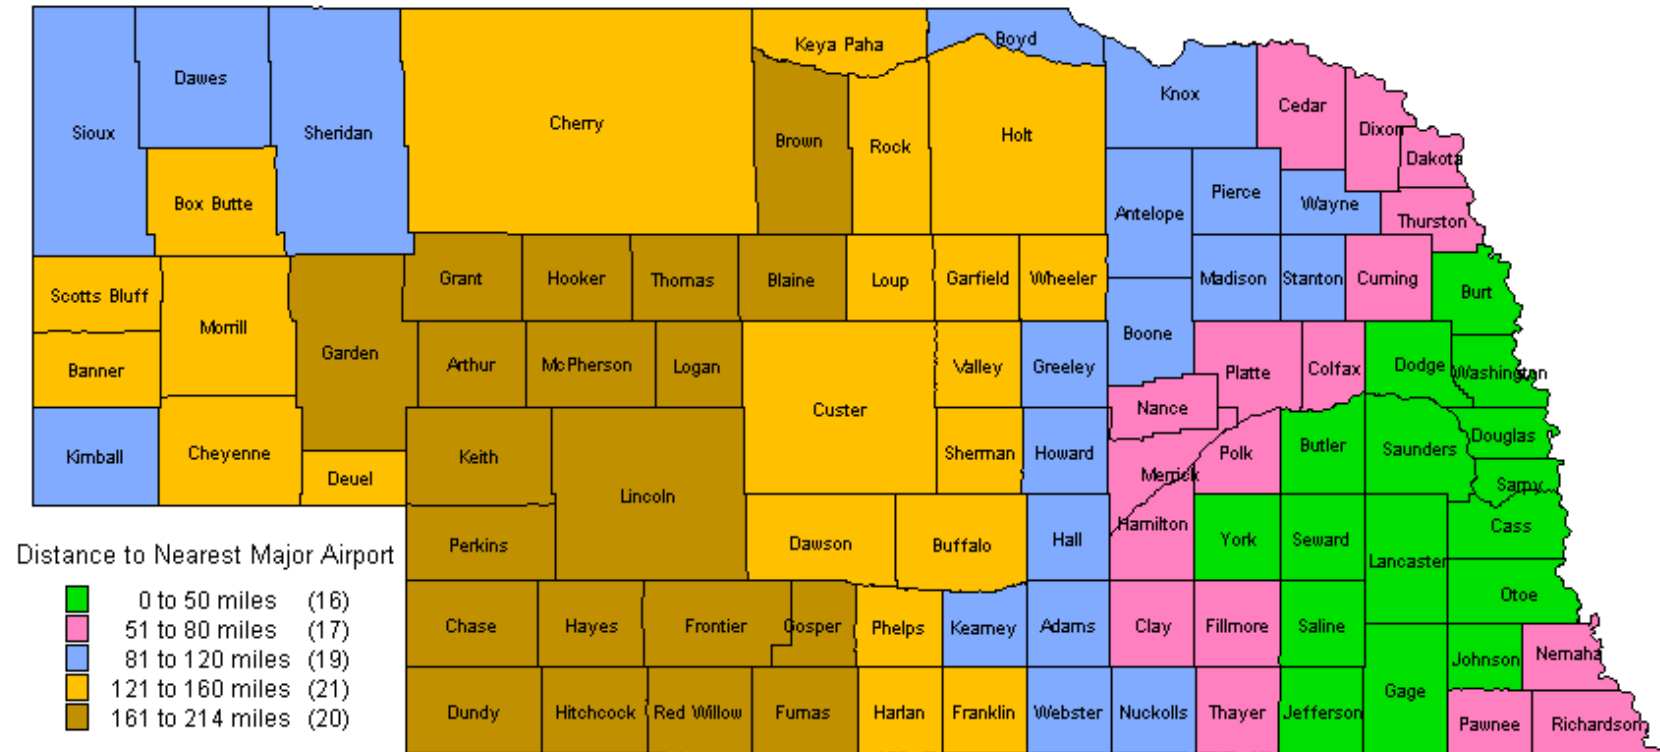 Keya Paha
Boyd
Dawes
Knox
Cedar
Sioux
Sheridan
Cherry
Brown
Rock
Holt
Dixon
Dakota
Box Butte
Antelope
Pierce
Wayne
Thurston
Scotts Bluff
Grant
Hooker
Thomas
Blaine
Loup
Garfield
Wheeler
Madison
Stanton
Cuming
Burt
Morrill
Garden
Boone
Banner
Arthur
McPherson
Logan
Valley
Greeley
Platte
Colfax
Dodge
Washington
Custer
Nance
Kimball
Cheyenne
Deuel
Keith
Lincoln
Sherman
Howard
Merrick
Polk
Butler
Saunders
Douglas
Sarpy
Perkins
Dawson
Buffalo
Hall
Hamilton
York
Seward
Lancaster
Cass
Otoe
Distance to Nearest Major Airport
0 to 50 miles (16)
51 to 80 miles (17)
81 to 120 miles (19)
121 to 160 miles (21)
161 to 214 miles (20)
Chase
Hayes
Frontier
Gosper
Phelps
Kearney
Adams
Clay
Fillmore
Saline
Johnson
Nemaha
Gage
Dundy
Hitchcock
Red Willow
Furnas
Harlan
Franklin
Webster
Nuckolls
Thayer
Jefferson
Pawnee
Richardson